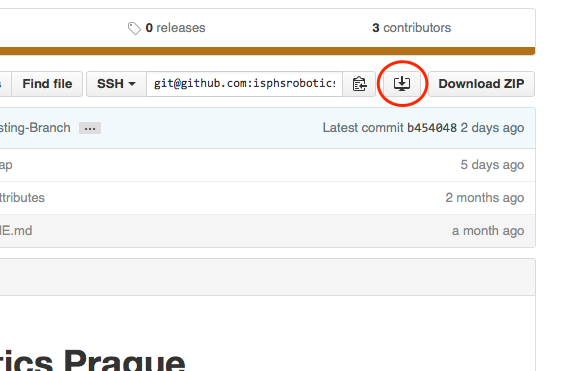 0 releases 3 contributors
Find file SSH git@github.com:isphsrobotics Download ZIP
sting-Branch ... Latest commit b454048 2 days ago
ap 5 days ago
ttributes 2 months ago
E.md a month ago
tics Prague